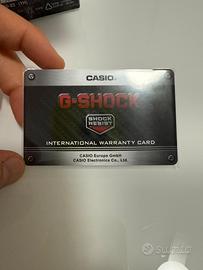 CASIO
G-SHOCK
SHOCK
RESIST
INTERNATIONAL WARRANTY CARD
CASIO Europe GmbH
CASIO Electronics Co., Ltd.
Subito